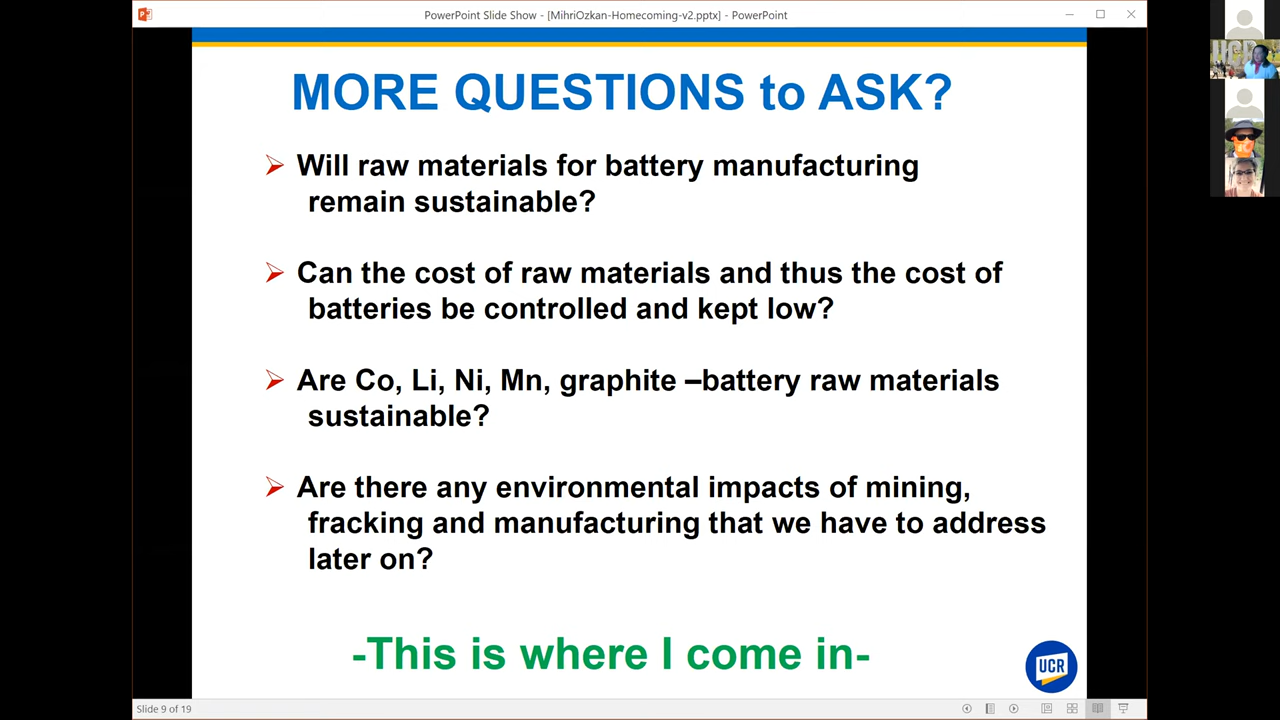 PowerPoint Slide Show - [MihriOzkan-Homecoming-v2.pptx] - PowerPoint
MORE QUESTIONS to ASK?
➢ Will raw materials for battery manufacturing
remain sustainable?
➢ Can the cost of raw materials and thus the cost of
batteries be controlled and kept low?
➢ Are Co, Li, Ni, Mn, graphite –battery raw materials
sustainable?
➢ Are there any environmental impacts of mining,
fracking and manufacturing that we have to address
later on?
-This is where I come in-
UCR
Slide 9 of 19
UCR